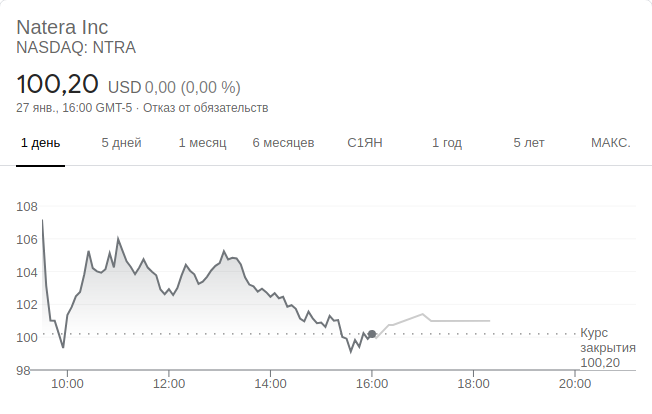 Natera Inc
NASDAQ: NTRA
100,20 USD 0,00 (0,00 %)
27 янв., 16:00 GMT-5 · Отказ от обязательств
1 день 5 дней 1 месяц 6 месяцев С1ЯН 1 год 5 лет МАКС.
108
106
104
102
100
98
Курс
закрытия
100,20
10:00 12:00 14:00 16:00 18:00 20:00